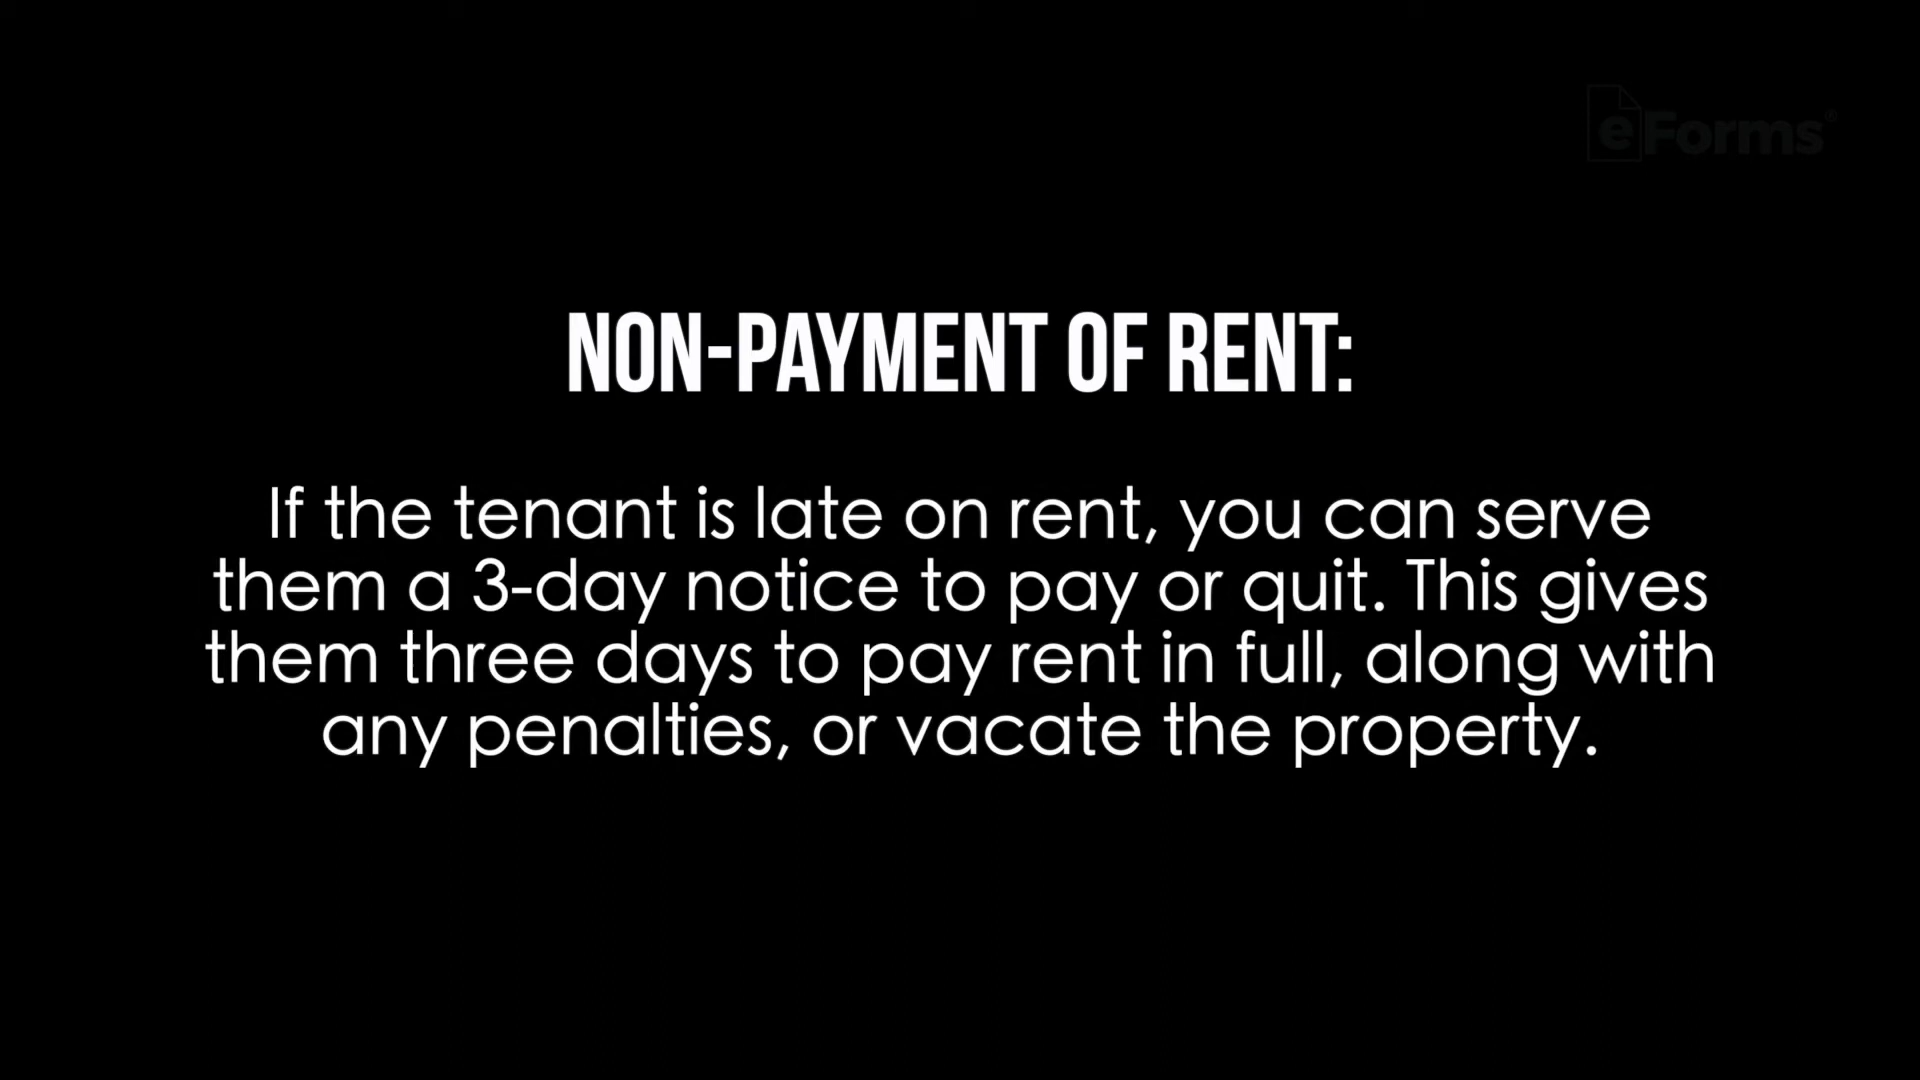 eForms®
NON-PAYMENT OF RENT:
If the tenant is late on rent, you can serve
them a 3-day notice to pay or quit. This gives
them three days to pay rent in full, along with
any penalties, or vacate the property.